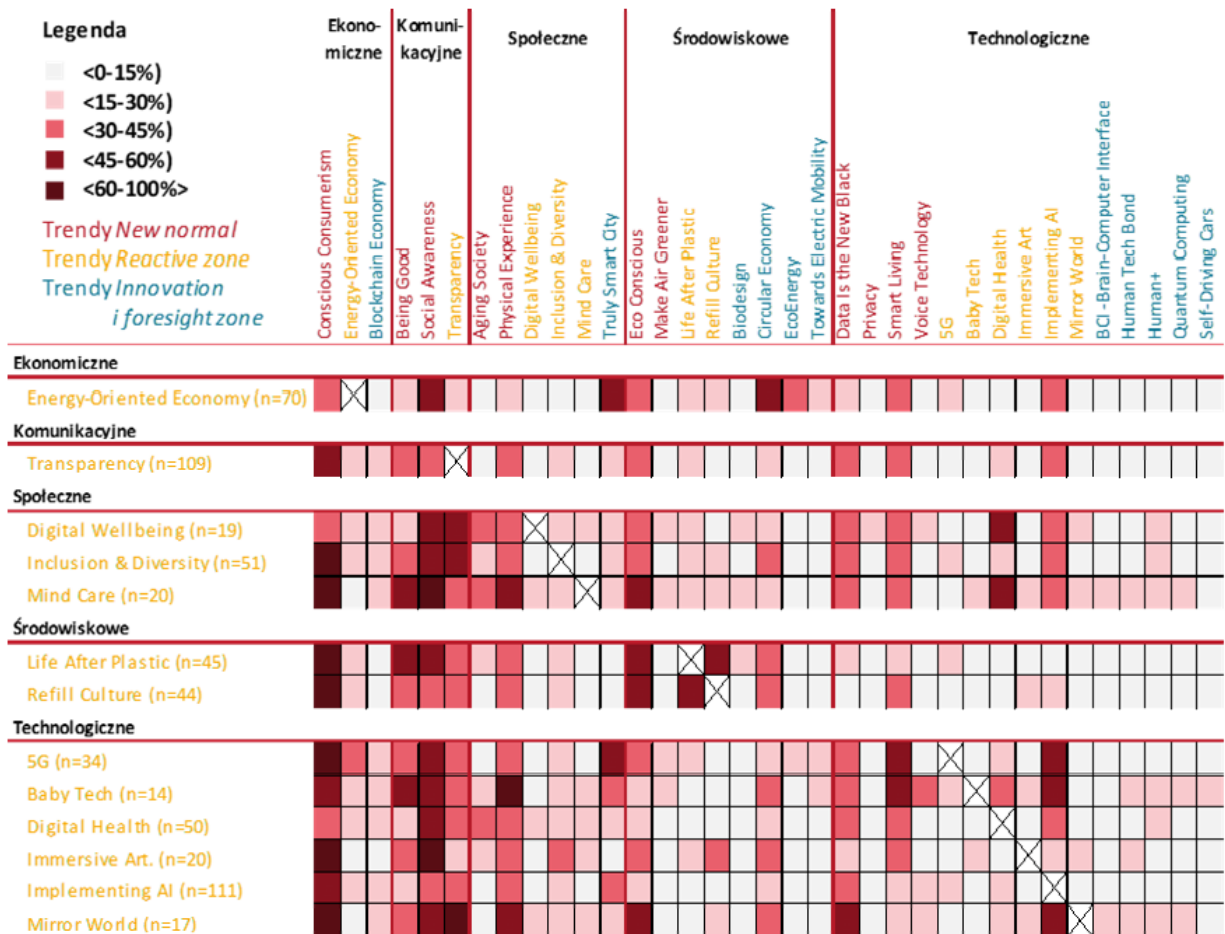 Legenda
<0-15%)
<15-30%)
<30-45%)
<45-60%)
<60-100%>
Trendy New normal
Trendy Reactive zone
Trendy Innovation
i foresight zone
Ekono-
miczne
Komuni-
kacyjne
Społeczne
Środowiskowe
Technologiczne
Conscious Consumerism
Energy-Oriented Economy
Blockchain Economy
Being Good
Social Awareness
Transparency
Aging Society
Physical Experience
Digital Wellbeing
Inclusion & Diversity
Mind Care
Truly Smart City
Eco Conscious
Make Air Greener
Life After Plastic
Refill Culture
Biodesign
Circular Economy
EcoEnergy
Towards Electric Mobility
Data Is the New Black
Privacy
Smart Living
Voice Technology
5G
Baby Tech
Digital Health
Immersive Art
Implementing AI
Mirror World
BCI -Brain-Computer Interface
Human Tech Bond
Human+
Quantum Computing
Self-Driving Cars
Ekonomiczne
Energy-Oriented Economy (n=70)
Komunikacyjne
Transparency (n=109)
Społeczne
Digital Wellbeing (n=19)
Inclusion & Diversity (n=51)
Mind Care (n=20)
Środowiskowe
Life After Plastic (n=45)
Refill Culture (n=44)
Technologiczne
5G (n=34)
Baby Tech (n=14)
Digital Health (n=50)
Immersive Art. (n=20)
Implementing AI (n=111)
Mirror World (n=17)